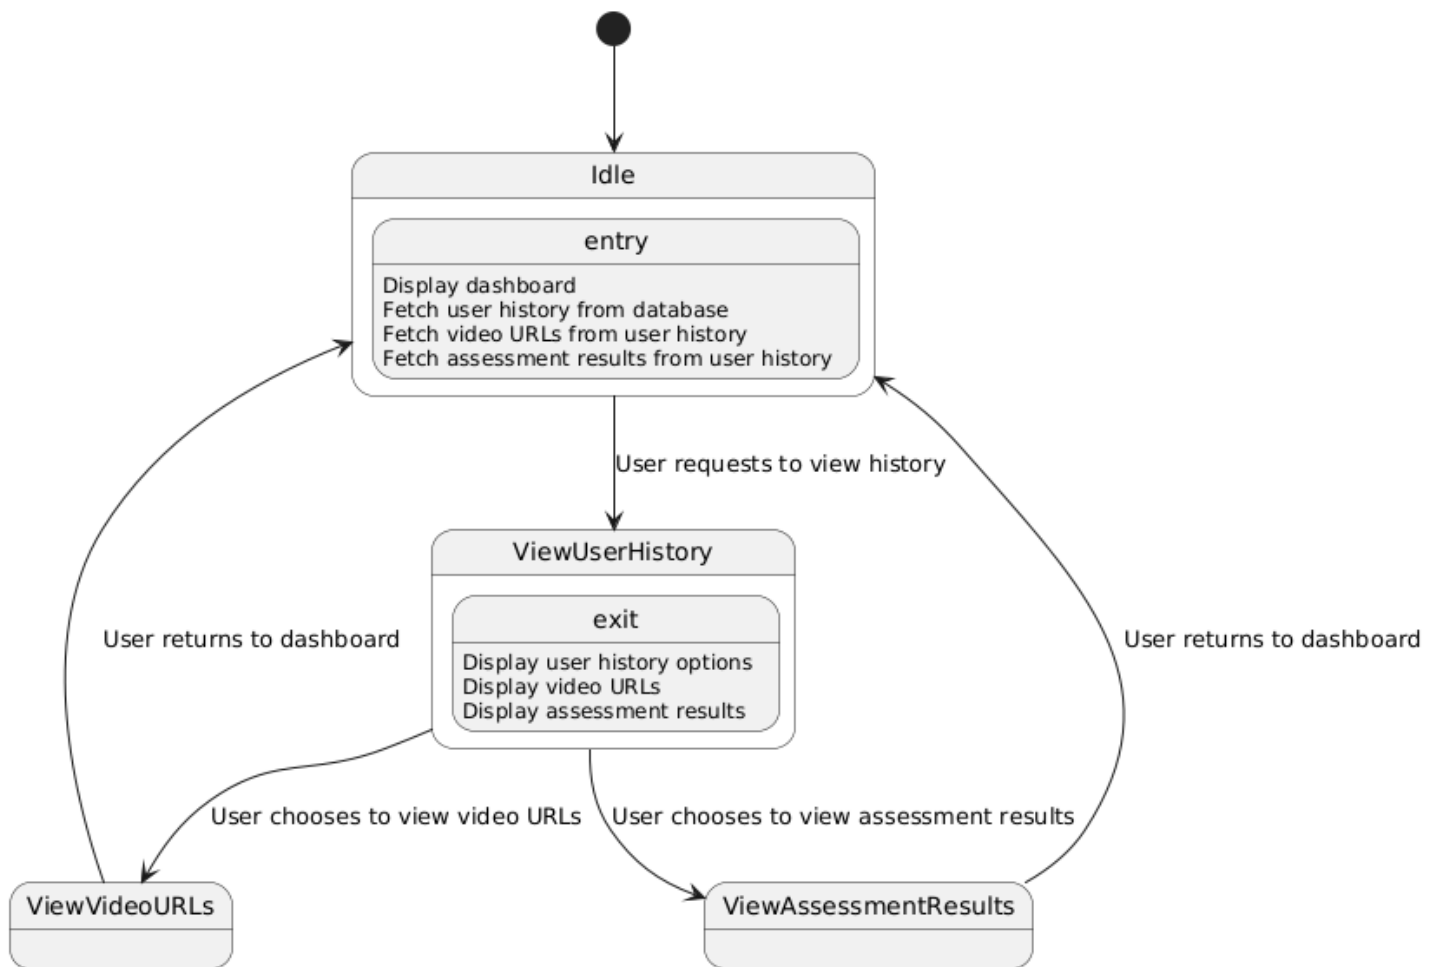 Idle
entry
Display dashboard
Fetch user history from database
Fetch video URLs from user history
Fetch assessment results from user history
User requests to view history
ViewUserHistory
exit
Display user history options
Display video URLs
Display assessment results
User returns to dashboard
User returns to dashboard
User chooses to view video URLs
User chooses to view assessment results
ViewVideoURLs
ViewAssessmentResults